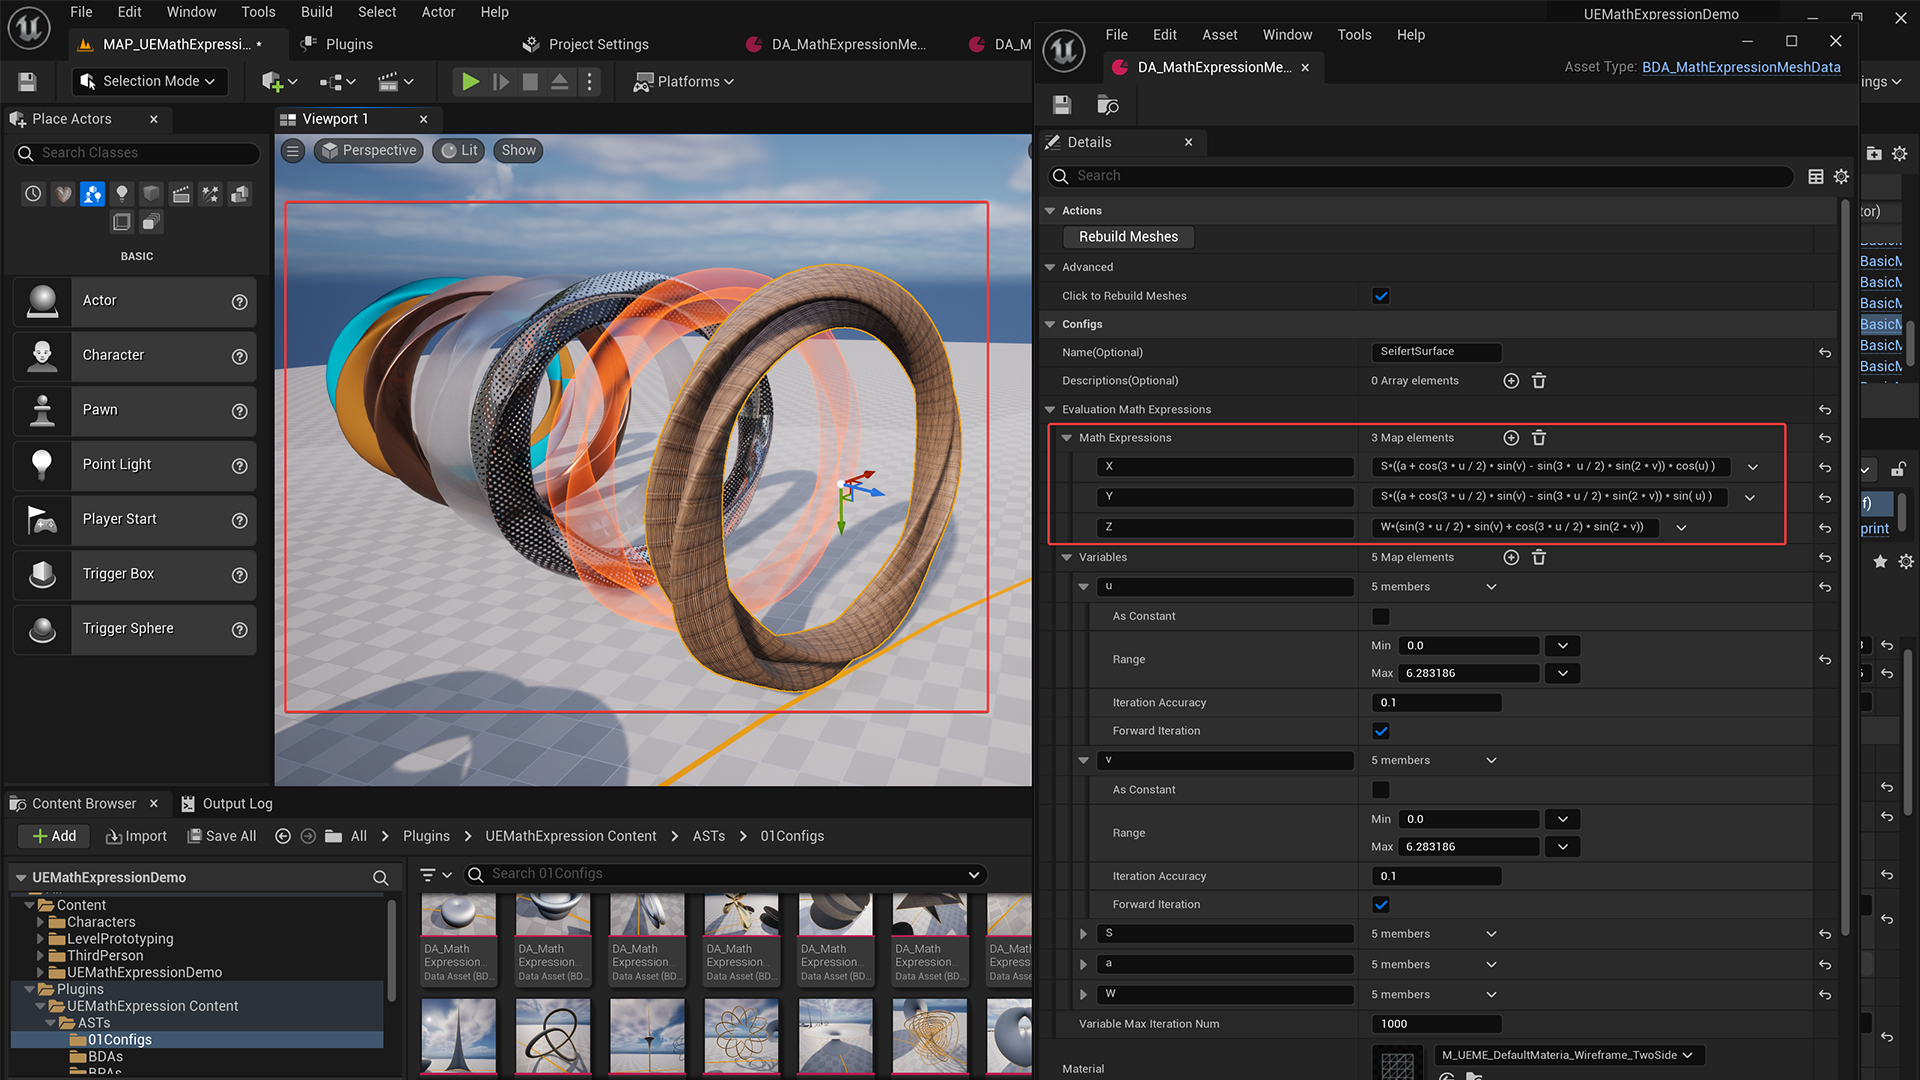 File Edit Window Tools Build Select Actor Help
UEMathExpressionDemo
MAP_UEMathExpressi... •
Plugins
Project Settings
DA_MathExpressionMe...
DA_M
Selection Mode
Platforms
ings
File Edit Asset Window Tools Help
DA_MathExpressionMe...
Asset Type: BDA_MathExpressionMeshData
Place Actors
Viewport 1
Search Classes
Perspective
Lit
Show
BASIC
Actor
Character
Pawn
Point Light
Player Start
Trigger Box
Trigger Sphere
Details
Search
Actions
Rebuild Meshes
Advanced
Click to Rebuild Meshes
Configs
Name(Optional) SeifertSurface
Descriptions(Optional) 0 Array elements
Evaluation Math Expressions
Math Expressions 3 Map elements
X S*((a + cos(3 * u / 2) * sin(v) - sin(3 * u / 2) * sin(2 * v)) * cos(u) )
Y S*((a + cos(3 * u / 2) * sin(v) - sin(3 * u / 2) * sin(2 * v)) * sin( u) )
Z W*(sin(3 * u / 2) * sin(v) + cos(3 * u / 2) * sin(2 * v))
Variables 5 Map elements
u 5 members
As Constant
Range Min 0.0
Max 6.283186
Iteration Accuracy 0.1
Forward Iteration
v 5 members
As Constant
Range Min 0.0
Max 6.283186
Iteration Accuracy 0.1
Forward Iteration
S 5 members
a 5 members
W 5 members
Variable Max Iteration Num 1000
Material M_UEME_DefaultMateria_Wireframe_TwoSide
tor)
BasicM
BasicM
BasicM
BasicM
BasicM
BasicM
f)
print
Content Browser
Output Log
Add
Import
Save All
All > Plugins > UEMathExpression Content > ASTs > 01Configs
UEMathExpressionDemo
Search 01Configs
Content
Characters
LevelPrototyping
ThirdPerson
UEMathExpressionDemo
Plugins
UEMathExpression Content
ASTs
01Configs
BDAs
BPAs
DA_Math Expression... Data Asset (BD...
DA_Math Expression... Data Asset (BD...
DA_Math Expression... Data Asset (BD...
DA_Math Expression... Data Asset (BD...
DA_Math Expression... Data Asset (BD...
DA_Math Expression... Data Asset (BD...
DA_Math Expres Data As